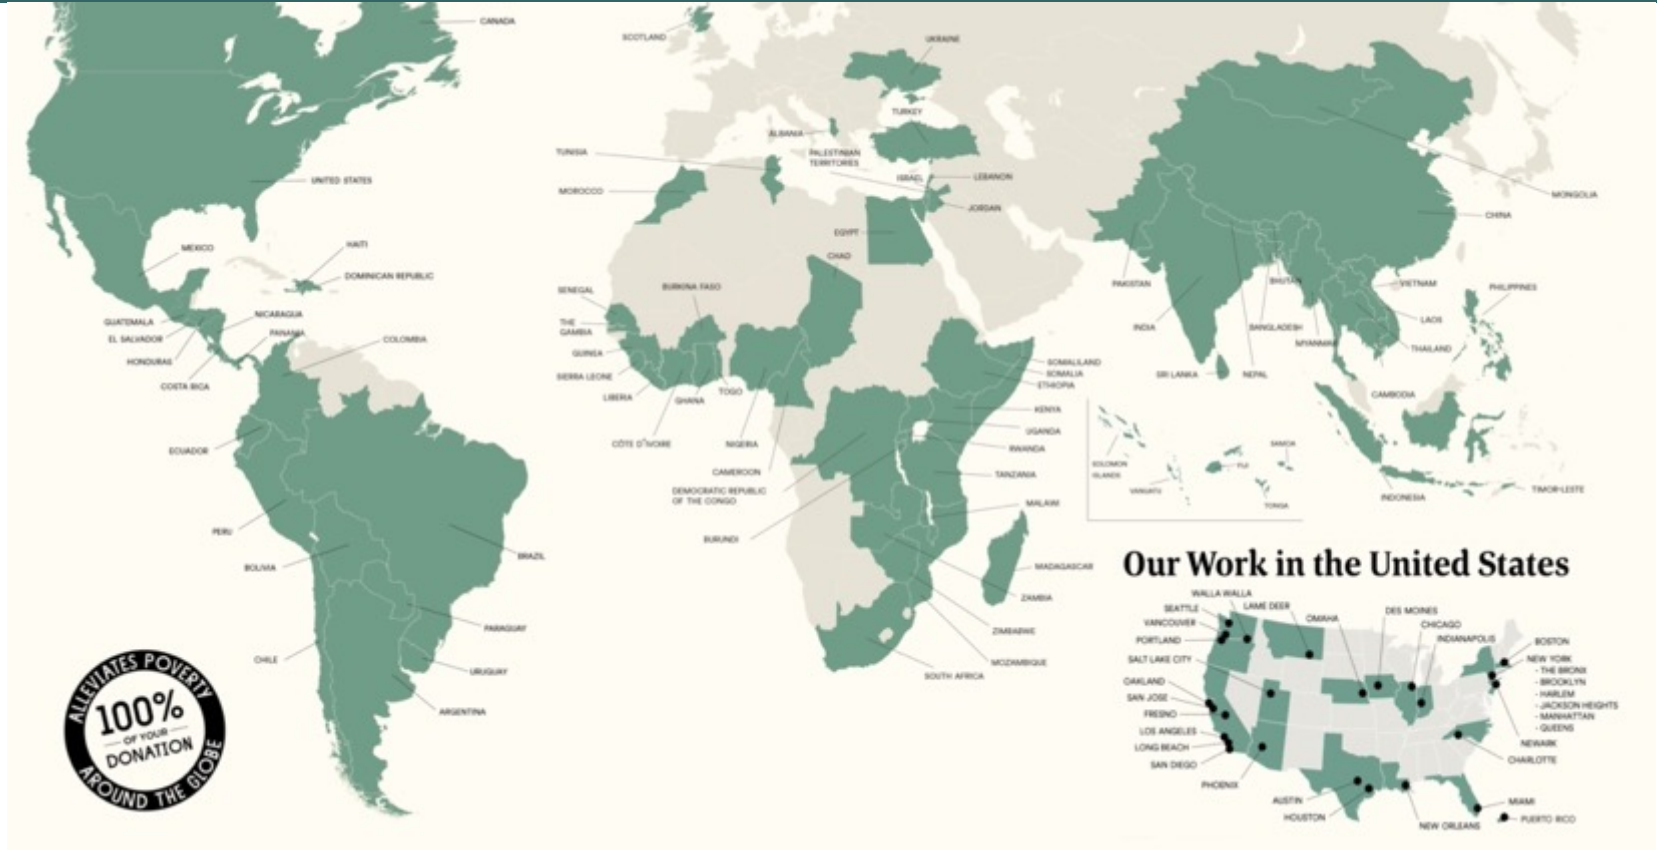 CANADA
SCOTLAND
UKRAINE
TURKEY
ALBANIA
TUNISIA
PALESTINIAN
TERRITORIES
UNITED STATES
MOROCCO
ISRAEL
LEBANON
MONGOLIA
JORDAN
CHINA
EGYPT
MEXICO
HAITI
CHAD
DOMINICAN REPUBLIC
SENEGAL
BURKINA FASO
PAKISTAN
BHUTAN
VIETNAM
PHILIPPINES
NICARAGUA
GUATEMALA
THE
GAMBIA
LAOS
INDIA
BANGLADESH
PANAMA
EL SALVADOR
COLOMBIA
MYANMAR
THAILAND
GUINEA
HONDURAS
SOMALILAND
SOMALIA
ETHIOPIA
SIERRA LEONE
SRI LANKA
NEPAL
COSTA RICA
TOGO
LIBERIA
GHANA
CAMBODIA
KENYA
UGANDA
CÔTE D'IVOIRE
NIGERIA
RWANDA
ECUADOR
SAMOA
SOLOMON
ISLANDS
FIJI
CAMEROON
TANZANIA
VANUATU
DEMOCRATIC REPUBLIC
OF THE CONGO
MALAWI
TONGA
INDONESIA
TIMOR-LESTE
PERU
BURUNDI
BRAZIL
BOLIVIA
MADAGASCAR
ZAMBIA
PARAGUAY
ZIMBABWE
CHILE
MOZAMBIQUE
URUGUAY
SOUTH AFRICA
ARGENTINA
ALLEVIATES POVERTY
100%
OF YOUR
DONATION
AROUND THE GLOBE
Our Work in the United States
WALLA WALLA
SEATTLE
LAME DEER
DES MOINES
OMAHA
VANCOUVER
CHICAGO
PORTLAND
INDIANAPOLIS
BOSTON
SALT LAKE CITY
NEW YORK
- THE BRONX
- BROOKLYN
- HARLEM
- JACKSON HEIGHTS
- MANHATTAN
- QUEENS
OAKLAND
SAN JOSE
FRESNO
LOS ANGELES
NEWARK
LONG BEACH
CHARLOTTE
SAN DIEGO
PHOENIX
AUSTIN
MIAMI
HOUSTON
PUERTO RICO
NEW ORLEANS